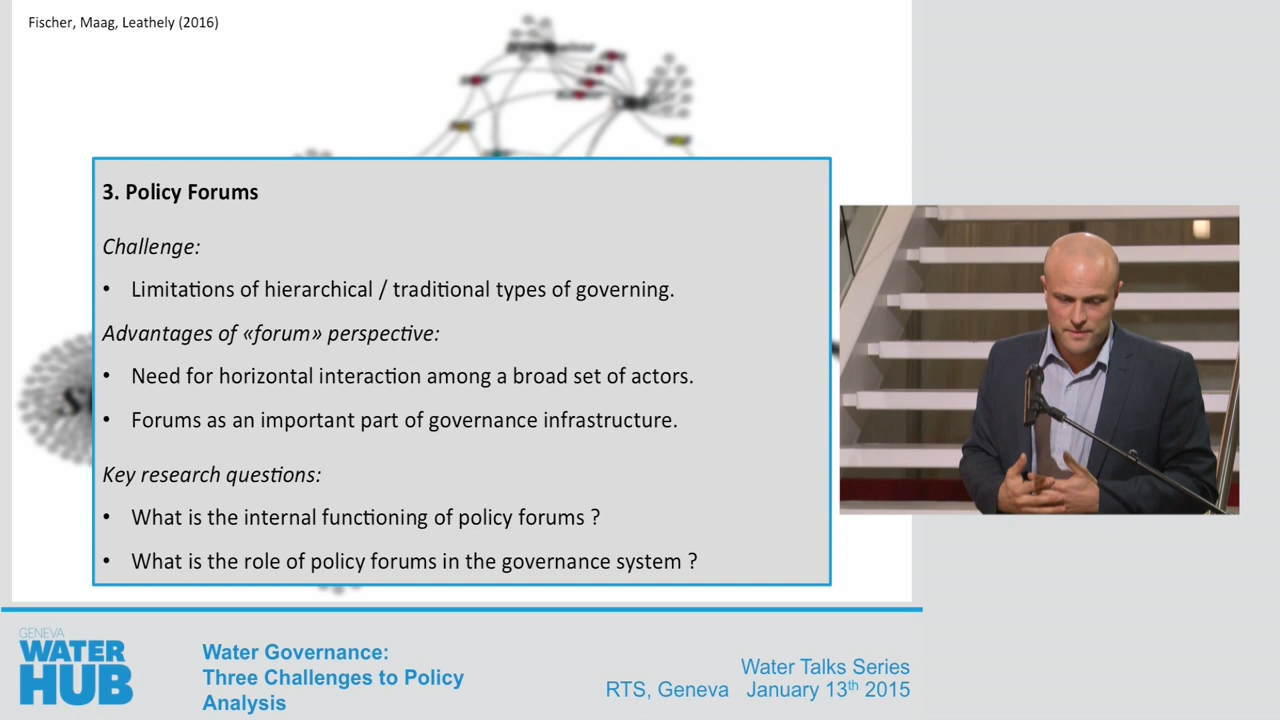 Fischer, Maag, Leathely (2016)
3. Policy Forums
Challenge:
• Limitations of hierarchical / traditional types of governing.
Advantages of «forum» perspective:
• Need for horizontal interaction among a broad set of actors.
• Forums as an important part of governance infrastructure.
Key research questions:
• What is the internal functioning of policy forums ?
• What is the role of policy forums in the governance system ?
GENEVA
WATER
HUB
Water Governance:
Three Challenges to Policy
Analysis
Water Talks Series
RTS, Geneva January 13th 2015